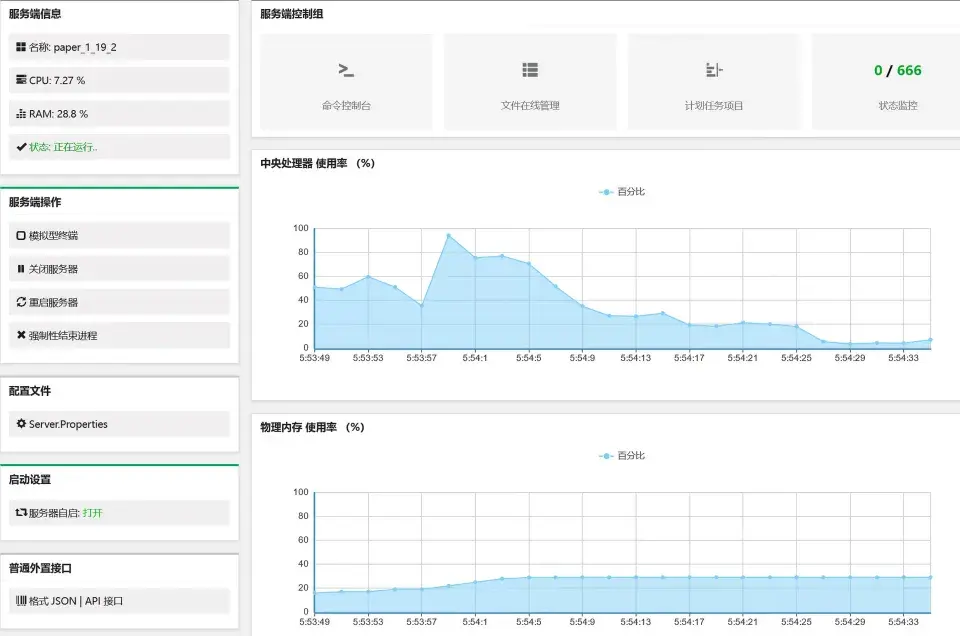 服务端信息
名称: paper_1_19_2
CPU: 7.27 %
RAM: 28.8 %
状态: 正在运行..
服务端操作
模拟型终端
关闭服务器
重启服务器
强制性结束进程
配置文件
Server.Properties
启动设置
服务器自启: 打开
普通外置接口
格式 JSON | API 接口
服务端控制组
命令控制台
文件在线管理
计划任务项目
0 / 666
状态监控
中央处理器 使用率 （%）
百分比
100
80
60
40
20
0
5:53:49 5:53:53 5:53:57 5:54:1 5:54:5 5:54:9 5:54:13 5:54:17 5:54:21 5:54:25 5:54:29 5:54:33
物理内存 使用率 （%）
百分比
100
80
60
40
20
0
5:53:49 5:53:53 5:53:57 5:54:1 5:54:5 5:54:9 5:54:13 5:54:17 5:54:21 5:54:25 5:54:29 5:54:33